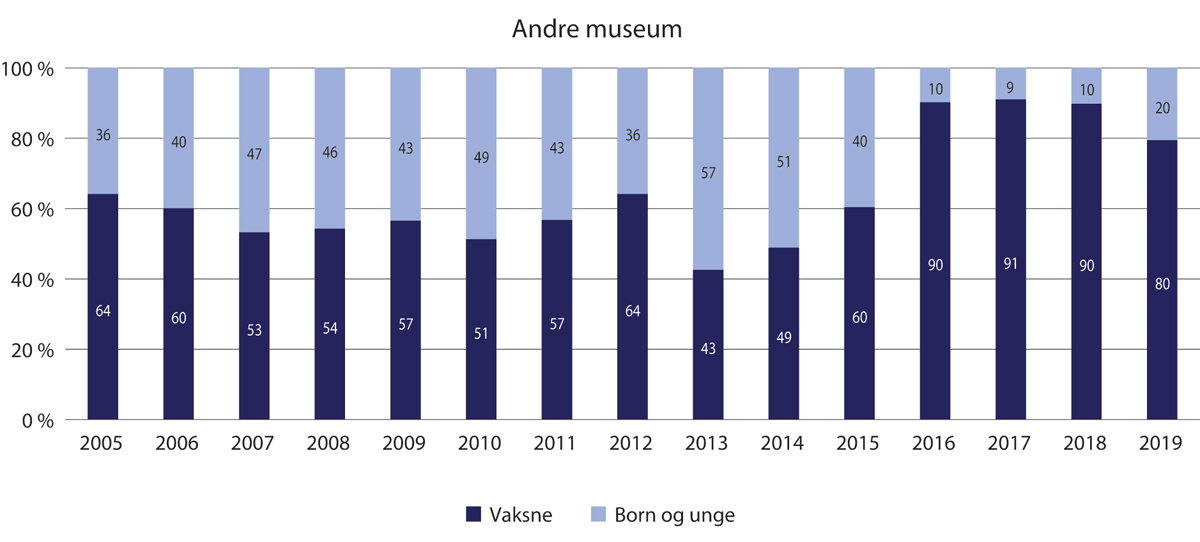 Andre museum
100 %
36 40 47 46 43 49 43 36 57 51 40 10 9 10 20
80 %
60 %
40 %
64 60 53 54 57 51 57 64 43 49 60 90 91 90 80
20 %
0 %
2005 2006 2007 2008 2009 2010 2011 2012 2013 2014 2015 2016 2017 2018 2019
Vaksne Born og unge